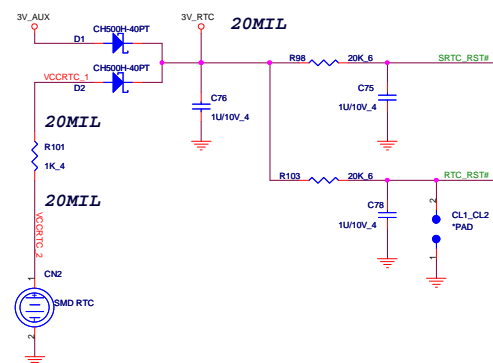 3V_AUX
3V_RTC
20MIL
CH500H-40PT
D1
CH500H-40PT
VCCRTC_1
D2
R98
20K_6
SRTC_RST#
C76
1U/10V_4
C75
1U/10V_4
20MIL
R101
1K_4
R103
20K_6
RTC_RST#
20MIL
VCCRTC_2
C78
1U/10V_4
2
CL1_CL2
*PAD
1
CN2
1
SMD RTC
2